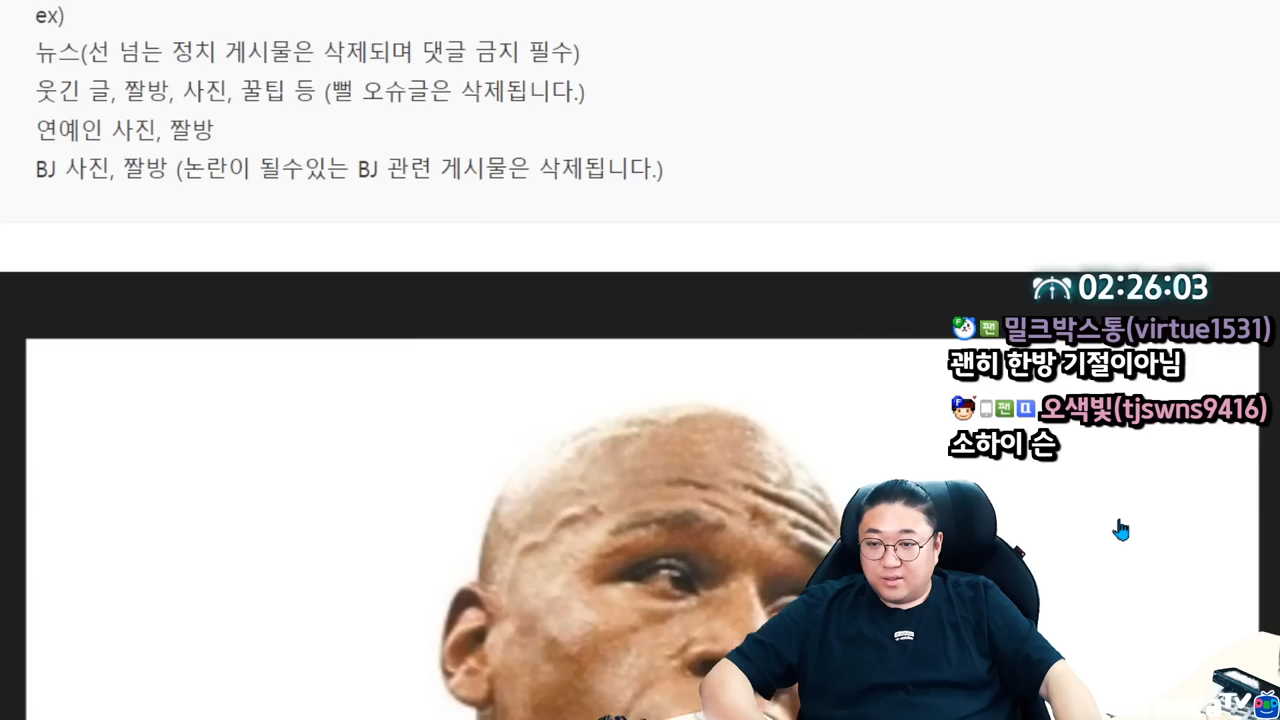 ex)
뉴스(선 넘는 정치 게시물은 삭제되며 댓글 금지 필수)
웃긴 글, 짤방, 사진, 꿀팁 등 (뻘 오슈글은 삭제됩니다.)
연예인 사진, 짤방
BJ 사진, 짤방 (논란이 될수있는 BJ 관련 게시물은 삭제됩니다.)
02:26:03
밀크박스통(virtue1531)
괜히 한방 기절이아님
오색빛(tjswns9416)
소하이 슨
TV